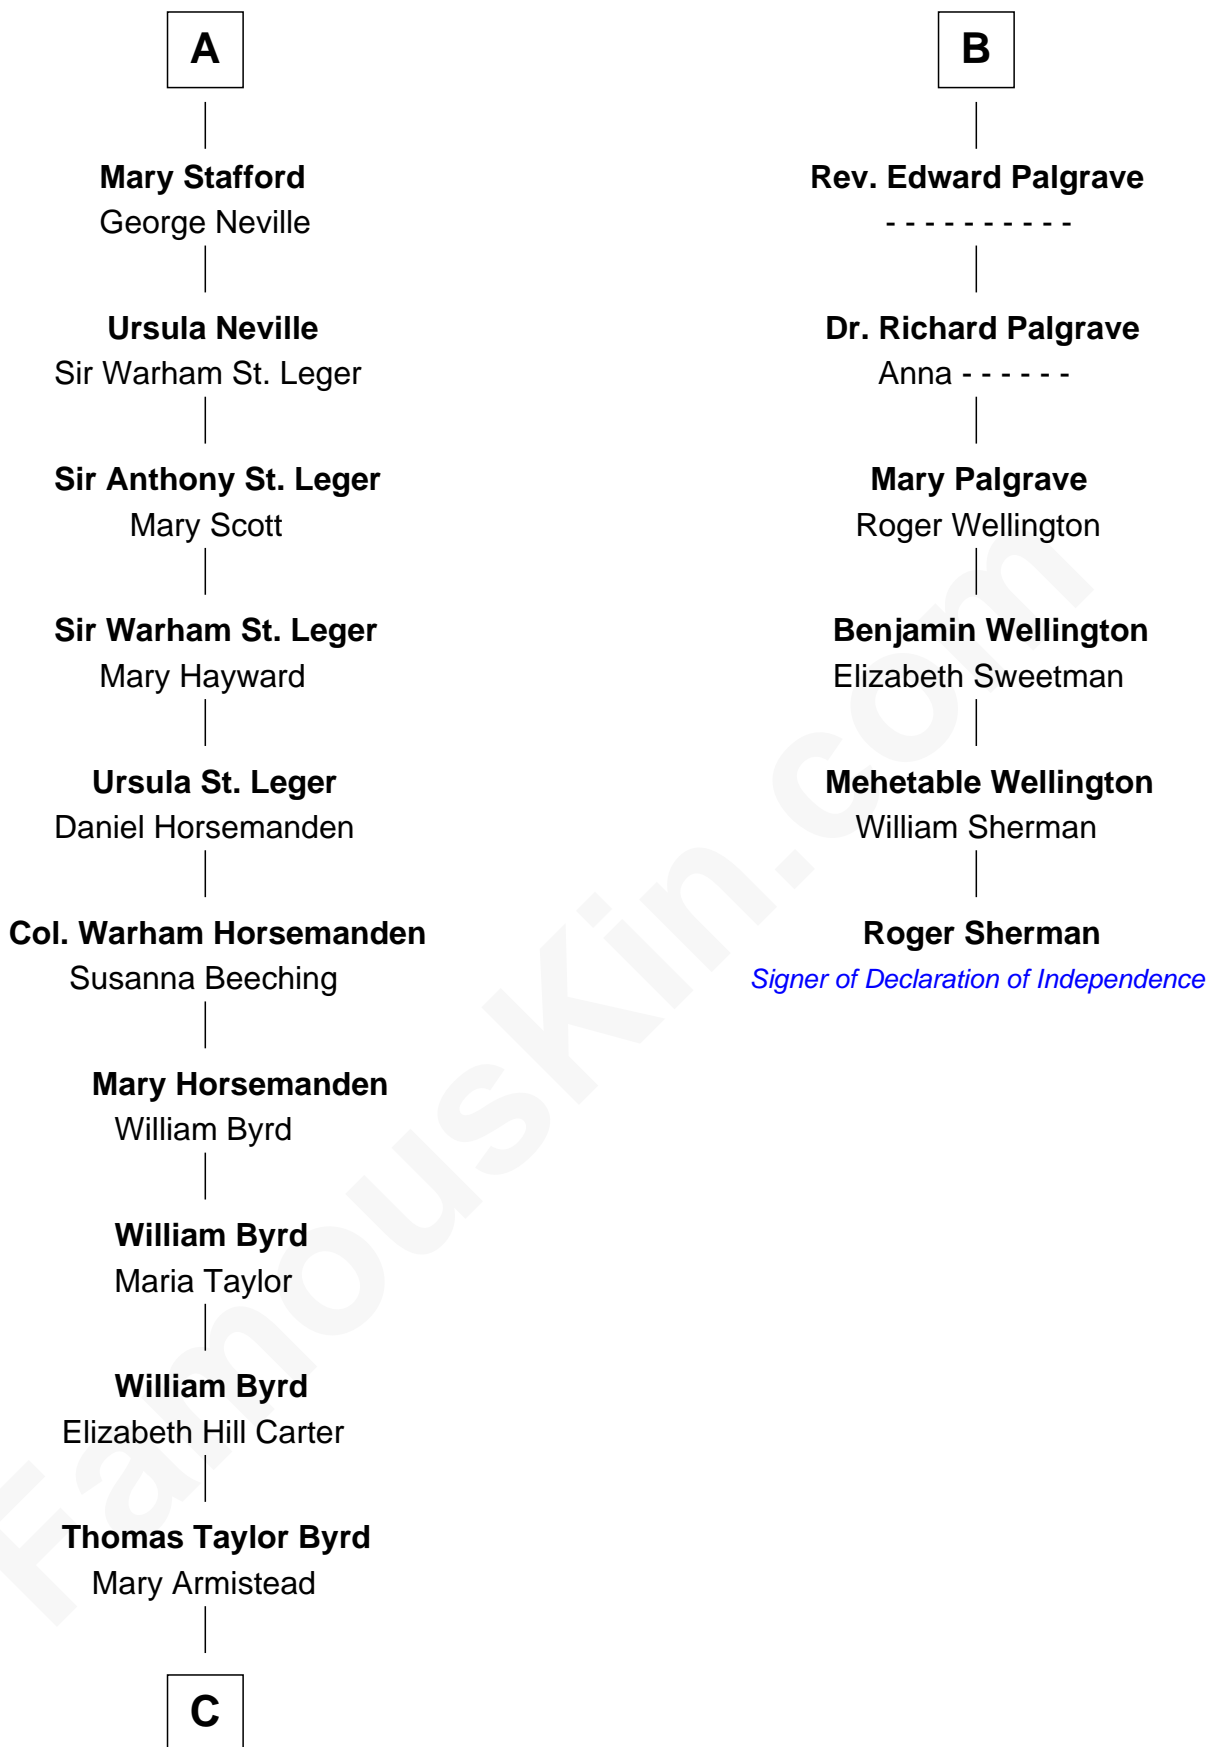 A
Mary Stafford
George Neville
Ursula Neville
Sir Warham St. Leger
Sir Anthony St. Leger
Mary Scott
Sir Warham St. Leger
Mary Hayward
Ursula St. Leger
Daniel Horsemanden
Col. Warham Horsemanden
Susanna Beeching
Mary Horsemanden
William Byrd
William Byrd
Maria Taylor
William Byrd
Elizabeth Hill Carter
Thomas Taylor Byrd
Mary Armistead
C
B
Rev. Edward Palgrave
- - - - - - - - - -
Dr. Richard Palgrave
Anna - - - - - -
Mary Palgrave
Roger Wellington
Benjamin Wellington
Elizabeth Sweetman
Mehetable Wellington
William Sherman
Roger Sherman
Signer of Declaration of Independence
FamousKin.com